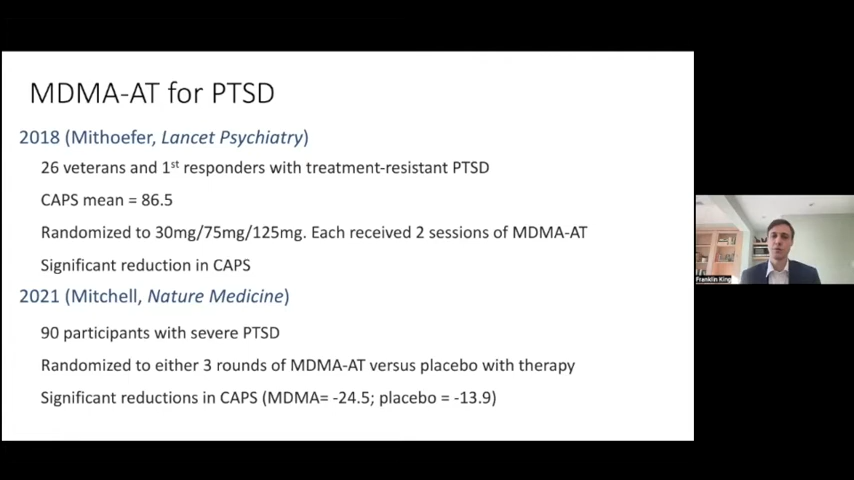 MDMA-AT for PTSD
2018 (Mithoefer, Lancet Psychiatry)
26 veterans and 1st responders with treatment-resistant PTSD
CAPS mean = 86.5
Randomized to 30mg/75mg/125mg. Each received 2 sessions of MDMA-AT
Significant reduction in CAPS
2021 (Mitchell, Nature Medicine)
90 participants with severe PTSD
Randomized to either 3 rounds of MDMA-AT versus placebo with therapy
Significant reductions in CAPS (MDMA= -24.5; placebo = -13.9)
Franklin King